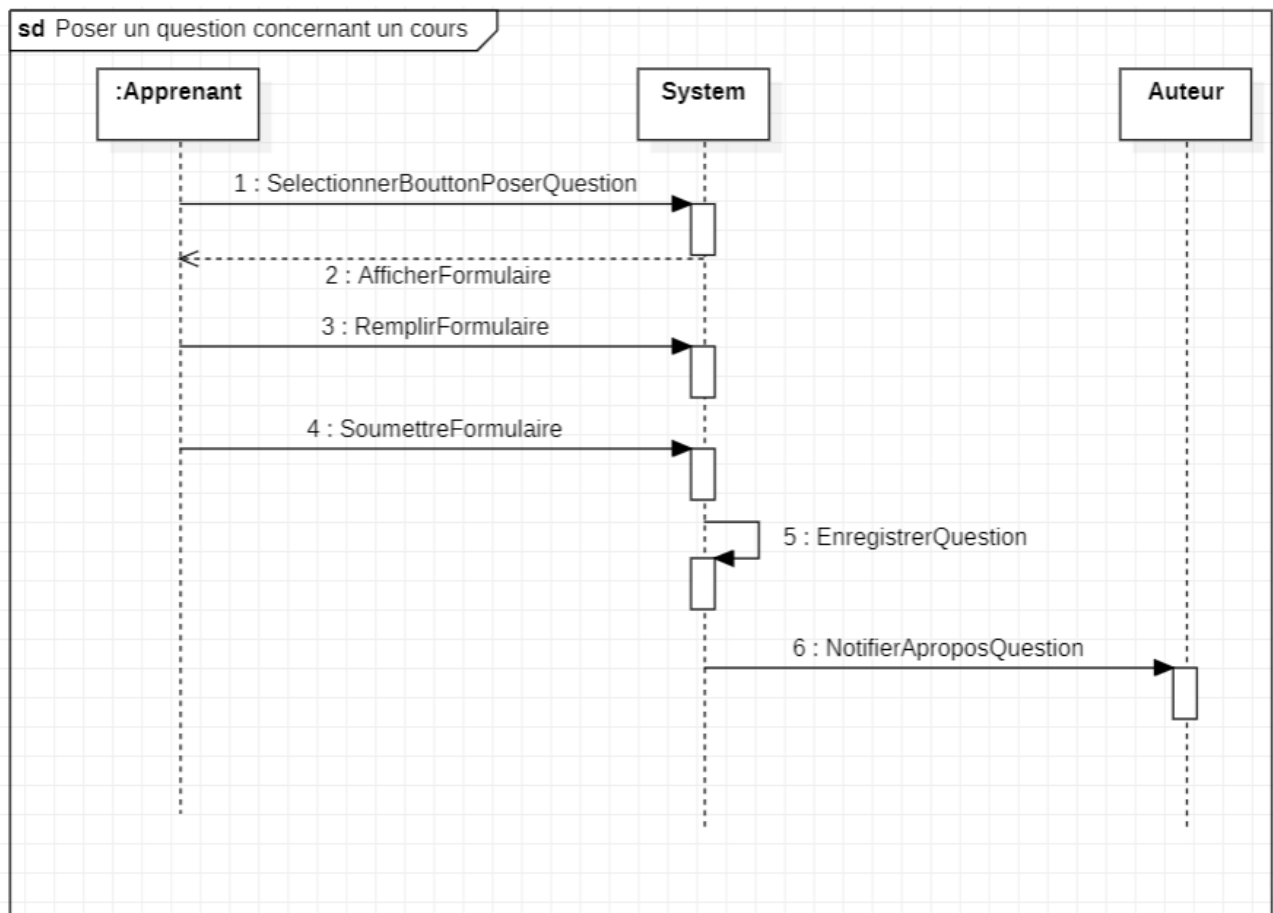 sd Poser un question concernant un cours
:Apprenant
System
Auteur
1 : SelectionnerBouttonPoserQuestion
2 : AfficherFormulaire
3 : RemplirFormulaire
4 : SoumettreFormulaire
5 : EnregistrerQuestion
6 : NotifierAproposQuestion